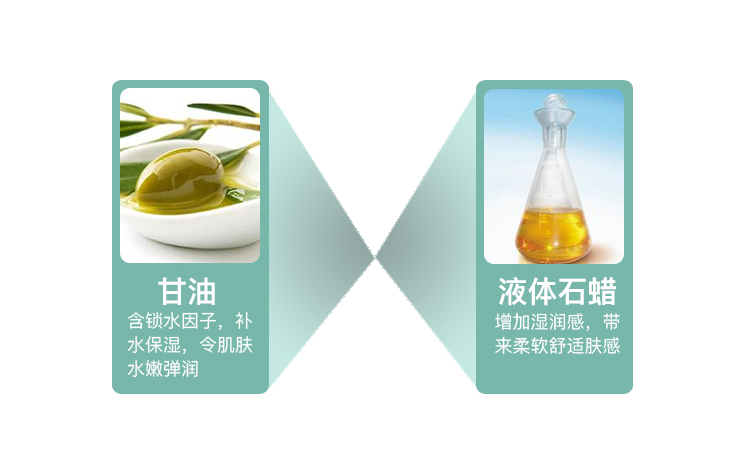 甘油
含锁水因子，补
水保湿，令肌肤
水嫩弹润
液体石蜡
增加湿润感，带
来柔软舒适肤感